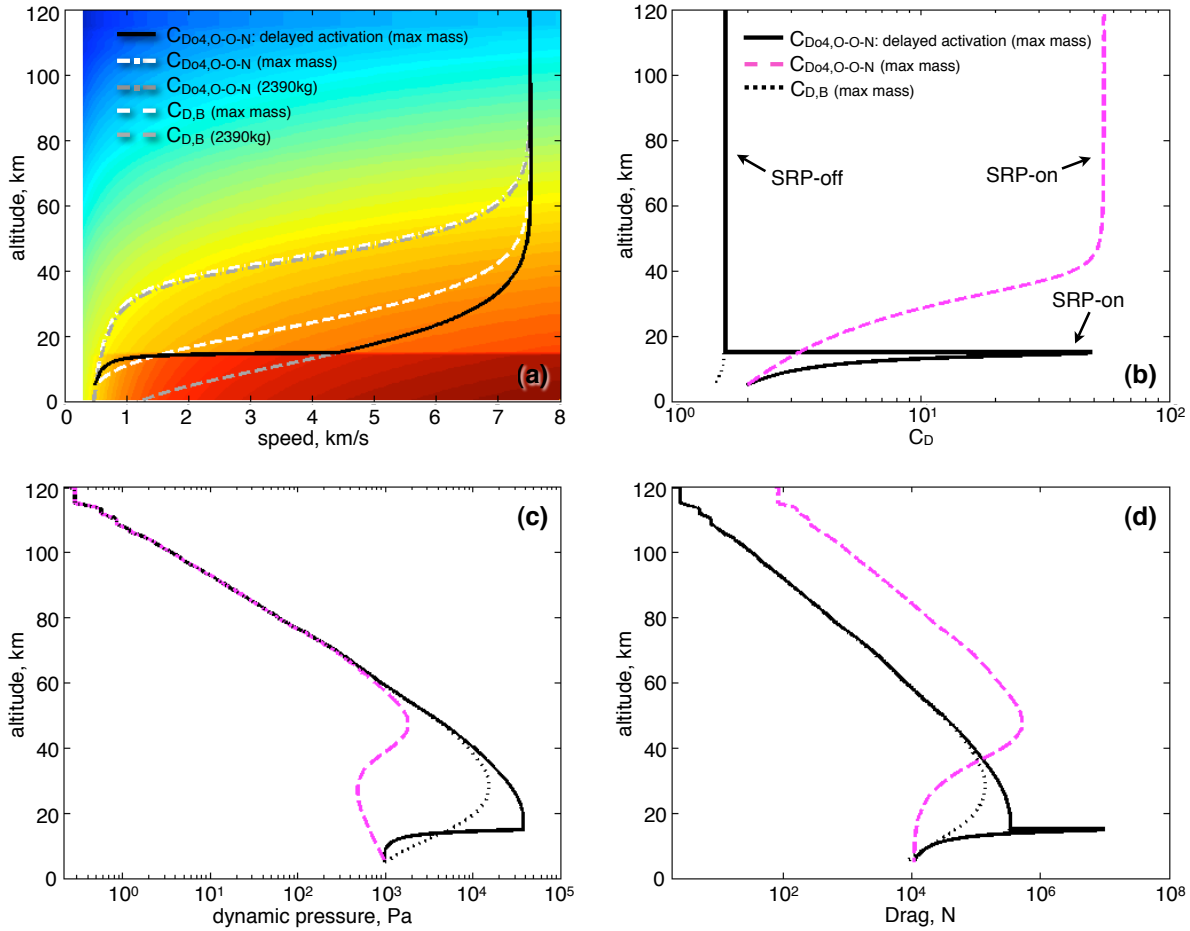 120
100
80
60
40
20
0
altitude, km
C_Do4,O-O-N: delayed activation (max mass)
C_Do4,O-O-N (max mass)
C_Do4,O-O-N (2390kg)
C_D,B (max mass)
C_D,B (2390kg)
(a)
0 1 2 3 4 5 6 7 8
speed, km/s
120
100
80
60
40
20
0
altitude, km
C_Do4,O-O-N: delayed activation (max mass)
C_Do4,O-O-N (max mass)
C_D,B (max mass)
SRP-off
SRP-on
SRP-on
(b)
10^0 10^1 10^2
C_D
120
100
80
60
40
20
0
altitude, km
(c)
10^0 10^1 10^2 10^3 10^4 10^5
dynamic pressure, Pa
120
100
80
60
40
20
0
altitude, km
(d)
10^2 10^4 10^6 10^8
Drag, N